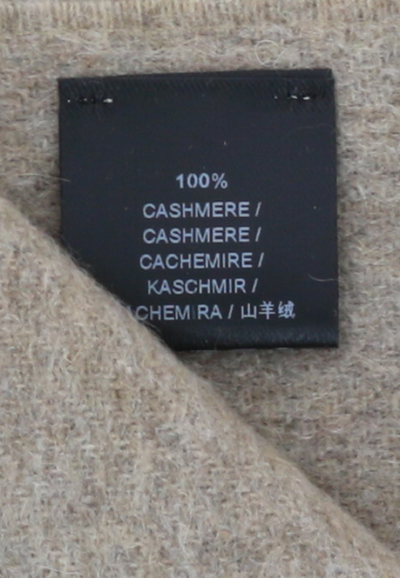 100%
CASHMERE /
CASHMERE /
CACHEMIRE /
KASCHMIR /
ACHEMIRA / 山羊绒